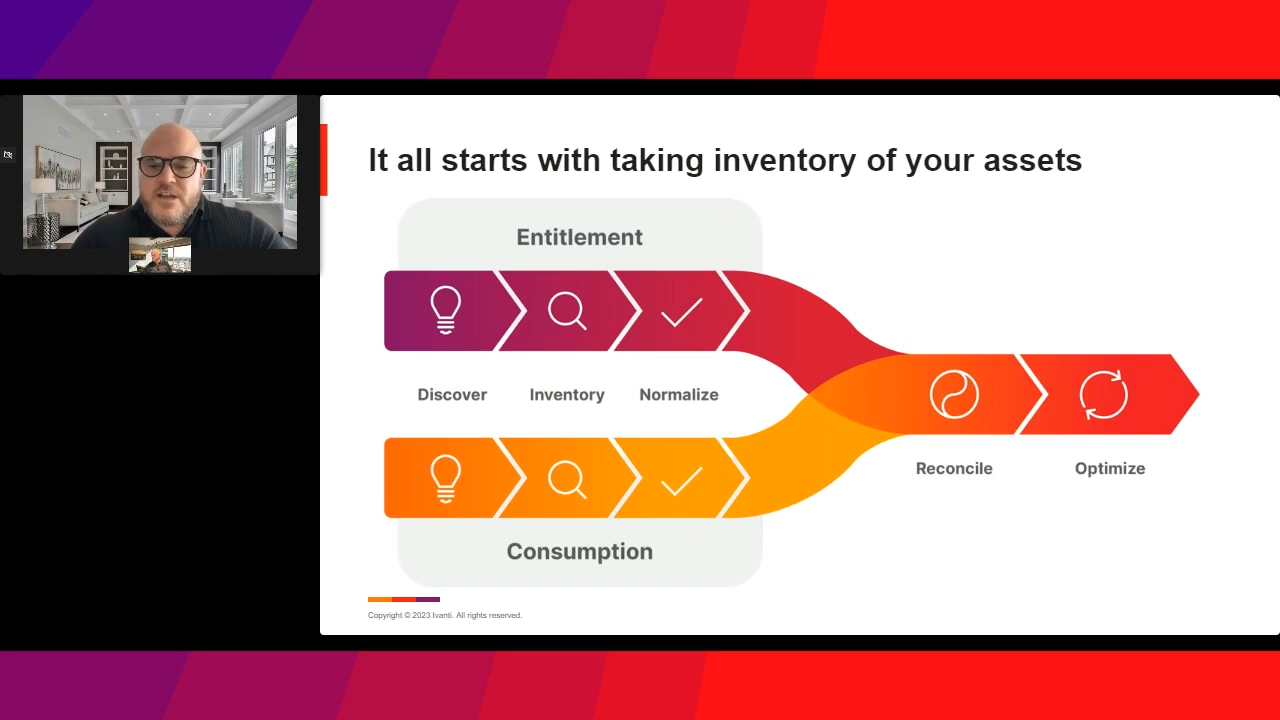 It all starts with taking inventory of your assets
Entitlement
Discover Inventory Normalize
Reconcile Optimize
Consumption
Copyright © 2023 Ivanti. All rights reserved.